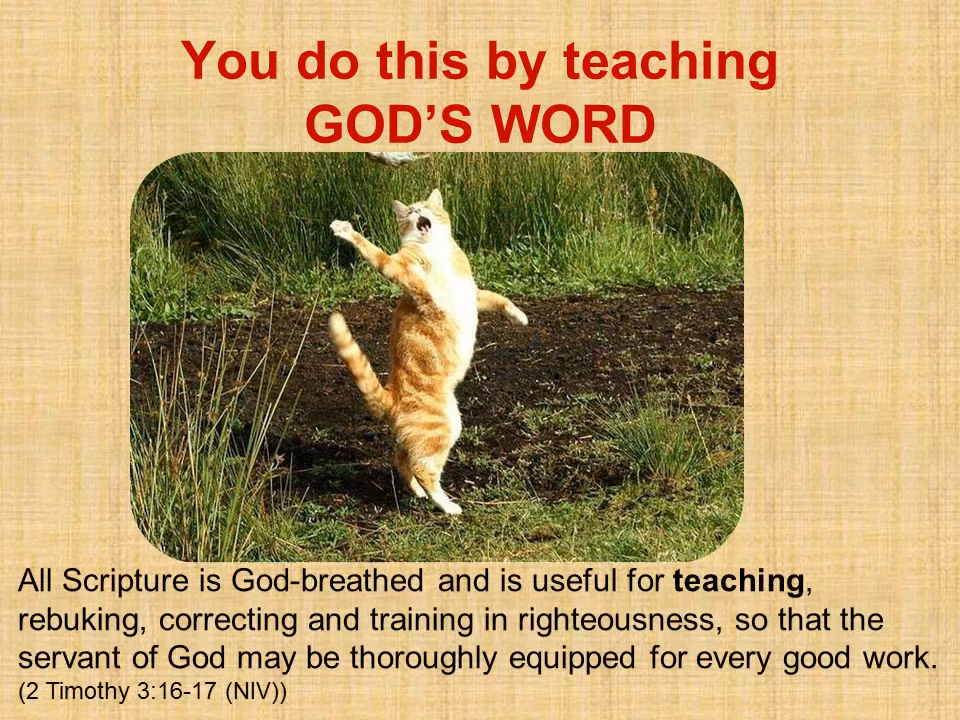 You do this by teaching
GOD’S WORD
All Scripture is God-breathed and is useful for teaching,
rebuking, correcting and training in righteousness, so that the
servant of God may be thoroughly equipped for every good work.
(2 Timothy 3:16-17 (NIV))